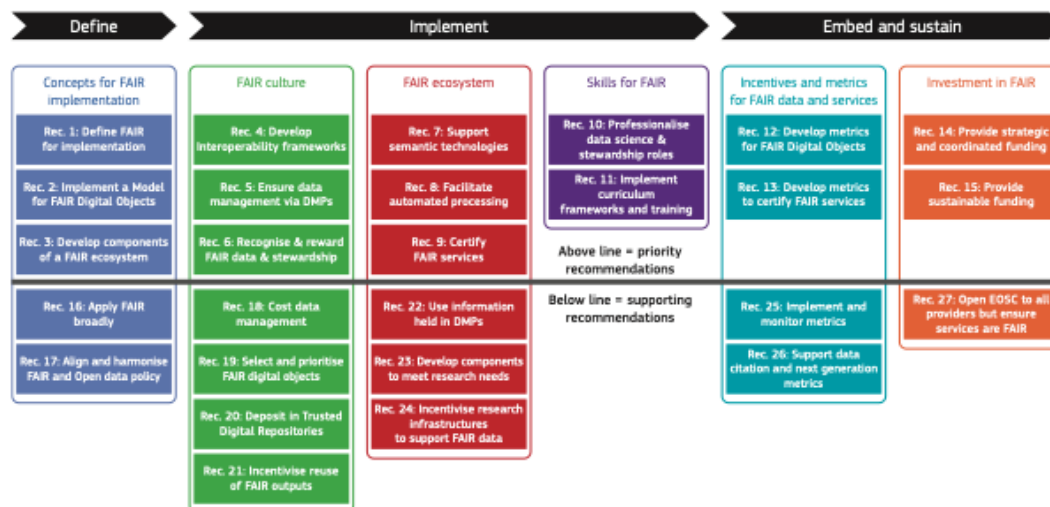 Define
Implement
Embed and sustain
Concepts for FAIR
implementation
Rec. 1: Define FAIR
for implementation
Rec. 2: Implement a Model
for FAIR Digital Objects
Rec. 3: Develop components
of a FAIR ecosystem
Rec. 16: Apply FAIR
broadly
Rec. 17: Align and harmonise
FAIR and Open data policy
FAIR culture
Rec. 4: Develop
interoperability frameworks
Rec. 5: Ensure data
management via DMPs
Rec. 6: Recognise & reward
FAIR data & stewardship
Rec. 18: Cost data
management
Rec. 19: Select and prioritise
FAIR digital objects
Rec. 20: Deposit in Trusted
Digital Repositories
Rec. 21: Incentivise reuse
of FAIR outputs
FAIR ecosystem
Rec. 7: Support
semantic technologies
Rec. 8: Facilitate
automated processing
Rec. 9: Certify
FAIR services
Rec. 22: Use information
held in DMPs
Rec. 23: Develop components
to meet research needs
Rec. 24: Incentivise research
infrastructures
to support FAIR data
Skills for FAIR
Rec. 10: Professionalise
data science &
stewardship roles
Rec. 11: Implement
curriculum
frameworks and training
Above line = priority
recommendations
Below line = supporting
recommendations
Incentives and metrics
for FAIR data and services
Rec. 12: Develop metrics
for FAIR Digital Objects
Rec. 13: Develop metrics
to certify FAIR services
Rec. 25: Implement and
monitor metrics
Rec. 26: Support data
citation and next generation
metrics
Investment in FAIR
Rec. 14: Provide strategic
and coordinated funding
Rec. 15: Provide
sustainable funding
Rec. 27: Open EOSC to all
providers but ensure
services are FAIR